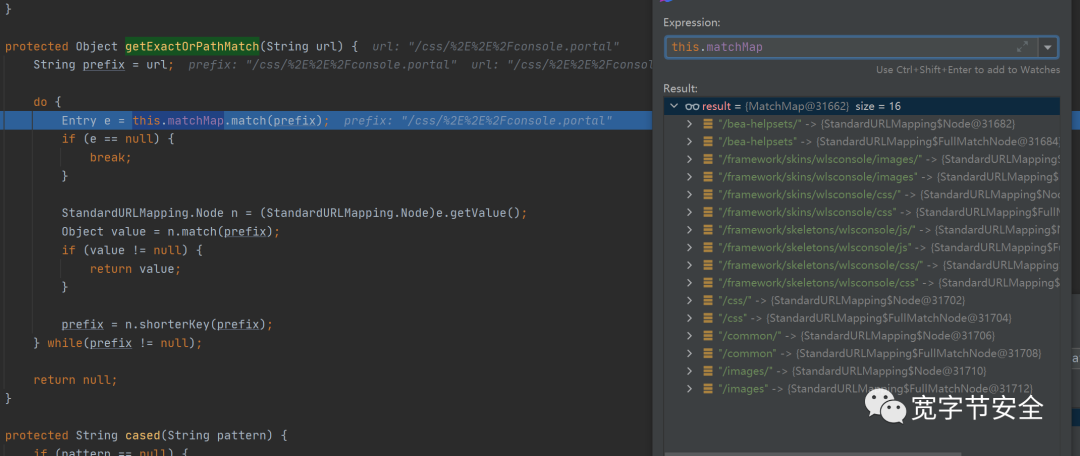 }
protected Object getExactOrPathMatch(String url) {  url: "/css/%2E%2E%2Fconsole.portal"
String prefix = url;  prefix: "/css/%2E%2E%2Fconsole.portal"  url: "/css/%2E%2E%2Fconsol
do {
Entry e = this.matchMap.match(prefix);  prefix: "/css/%2E%2E%2Fconsole.portal"
if (e == null) {
break;
}
StandardURLMapping.Node n = (StandardURLMapping.Node)e.getValue();
Object value = n.match(prefix);
if (value != null) {
return value;
}
prefix = n.shorterKey(prefix);
} while(prefix != null);
return null;
}
protected String cased(String pattern) {
if (pattern == null) {
Expression:
this.matchMap
Use Ctrl+Shift+Enter to add to Watches
Result:
result = {MatchMap@31662} size = 16
"/bea-helpsets/" -> {StandardURLMapping$Node@31682}
"/bea-helpsets" -> {StandardURLMapping$FullMatchNode@31684}
"/framework/skins/wlsconsole/images/" -> {StandardURLMapping$
"/framework/skins/wlsconsole/images" -> {StandardURLMapping$
"/framework/skins/wlsconsole/css/" -> {StandardURLMapping$Nod
"/framework/skins/wlsconsole/css" -> {StandardURLMapping$FullM
"/framework/skeletons/wlsconsole/js/" -> {StandardURLMapping$N
"/framework/skeletons/wlsconsole/js" -> {StandardURLMapping$Fu
"/framework/skeletons/wlsconsole/css/" -> {StandardURLMapping
"/framework/skeletons/wlsconsole/css" -> {StandardURLMapping$
"/css/" -> {StandardURLMapping$Node@31702}
"/css" -> {StandardURLMapping$FullMatchNode@31704}
"/common/" -> {StandardURLMapping$Node@31706}
"/common" -> {StandardURLMapping$FullMatchNode@31708}
"/images/" -> {StandardURLMapping$Node@31710}
"/images" -> {StandardURLMapping$FullMatchNode@31712}
宽字节安全